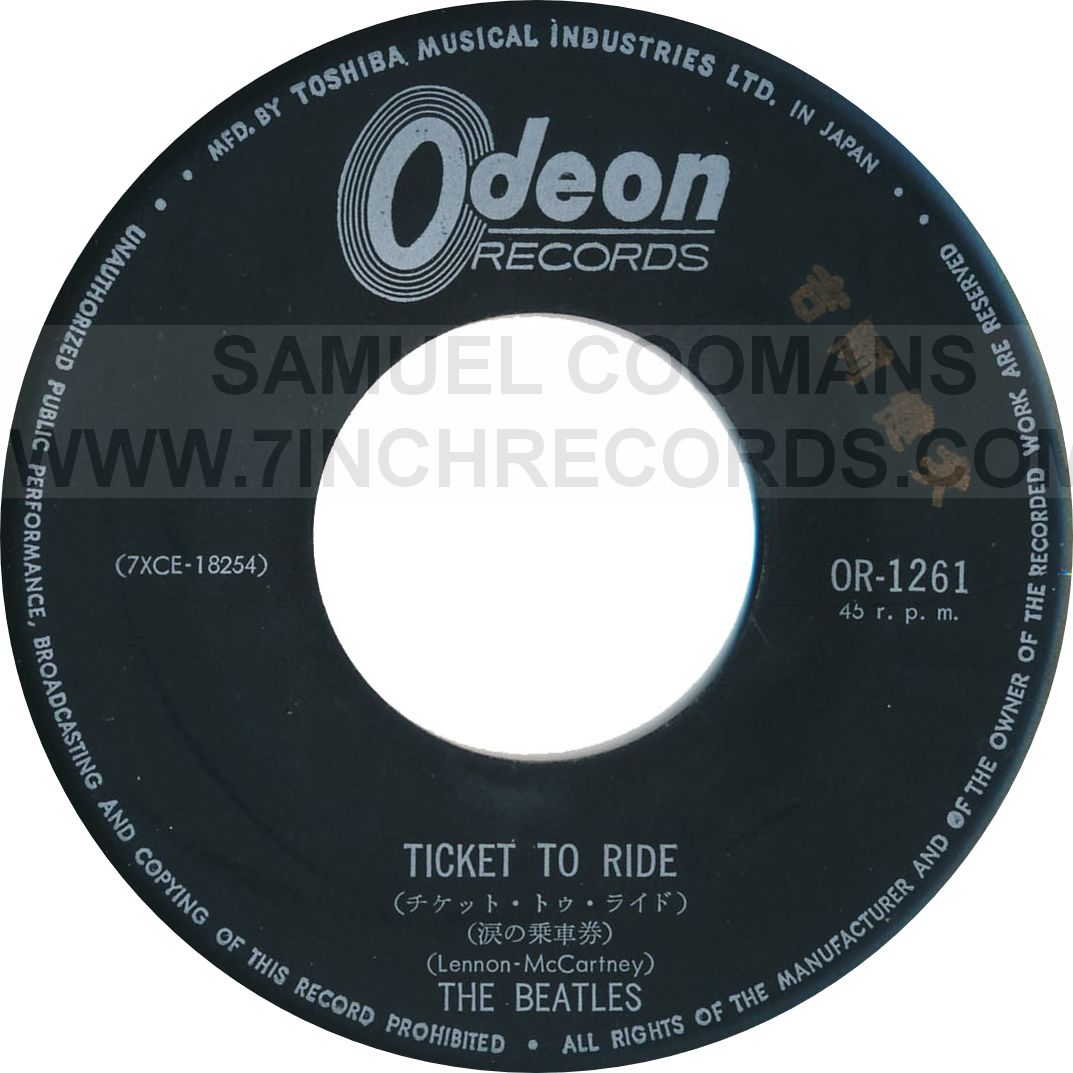 MFD. BY TOSHIBA MUSICAL INDUSTRIES LTD. IN JAPAN
Odeon
RECORDS
SAMUEL COOMANS
WWW.7INCHRECORDS.COM
(7XCE-18254)
OR-1261
45 r. p. m.
TICKET TO RIDE
(チケット・トゥ・ライド)
(涙の乗車券)
(Lennon-McCartney)
THE BEATLES
UNAUTHORIZED PUBLIC PERFORMANCE, BROADCASTING AND COPYING OF THIS RECORD PROHIBITED • ALL RIGHTS OF THE MANUFACTURER AND OF THE OWNER OF THE RECORDED WORK ARE RESERVED